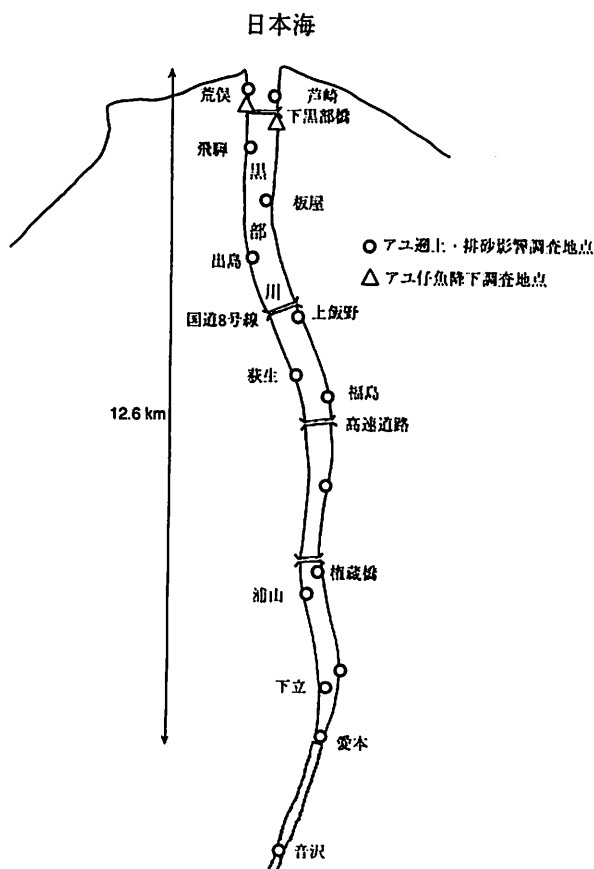 日本海
荒俣
芦崎
下黒部橋
飛騨
黒
部
川
板屋
○アユ遡上・排砂影響調査地点
△アユ仔魚降下調査地点
出島
国道8号線
上飯野
荻生
福島
12.6 km
高速道路
権蔵橋
浦山
下立
愛本
音沢